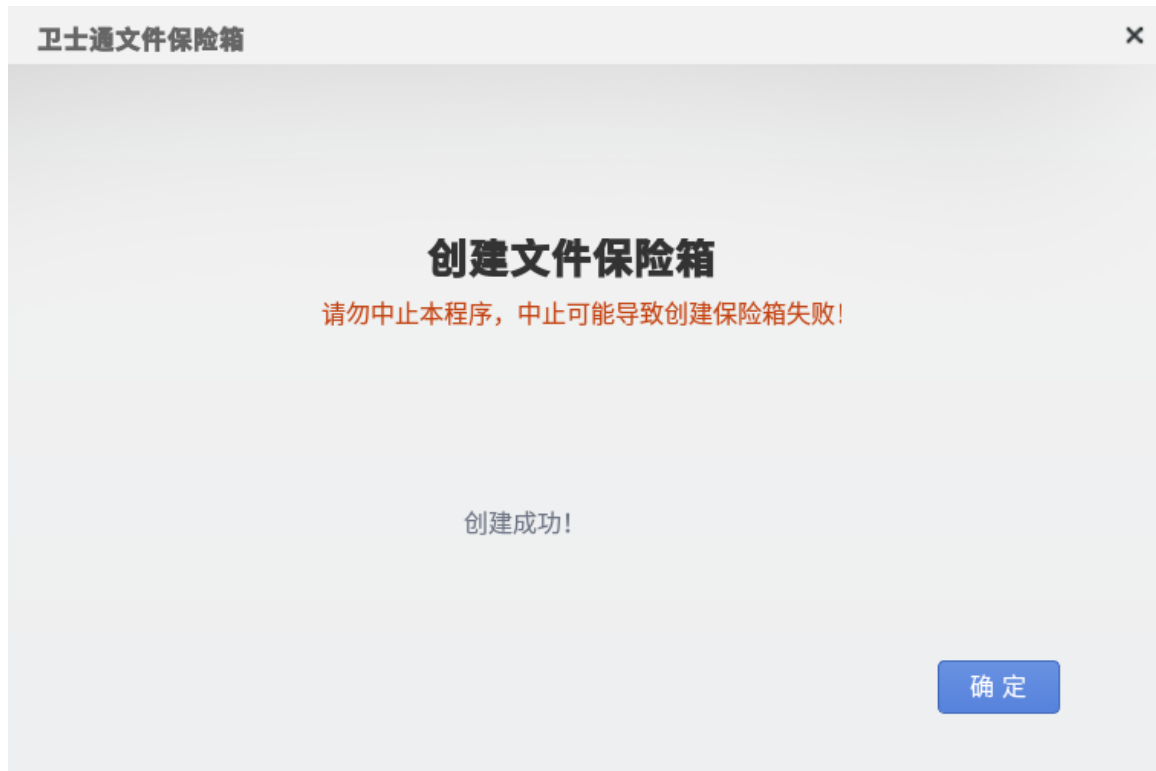 卫士通文件保险箱
创建文件保险箱
请勿中止本程序，中止可能导致创建保险箱失败！
创建成功！
确 定